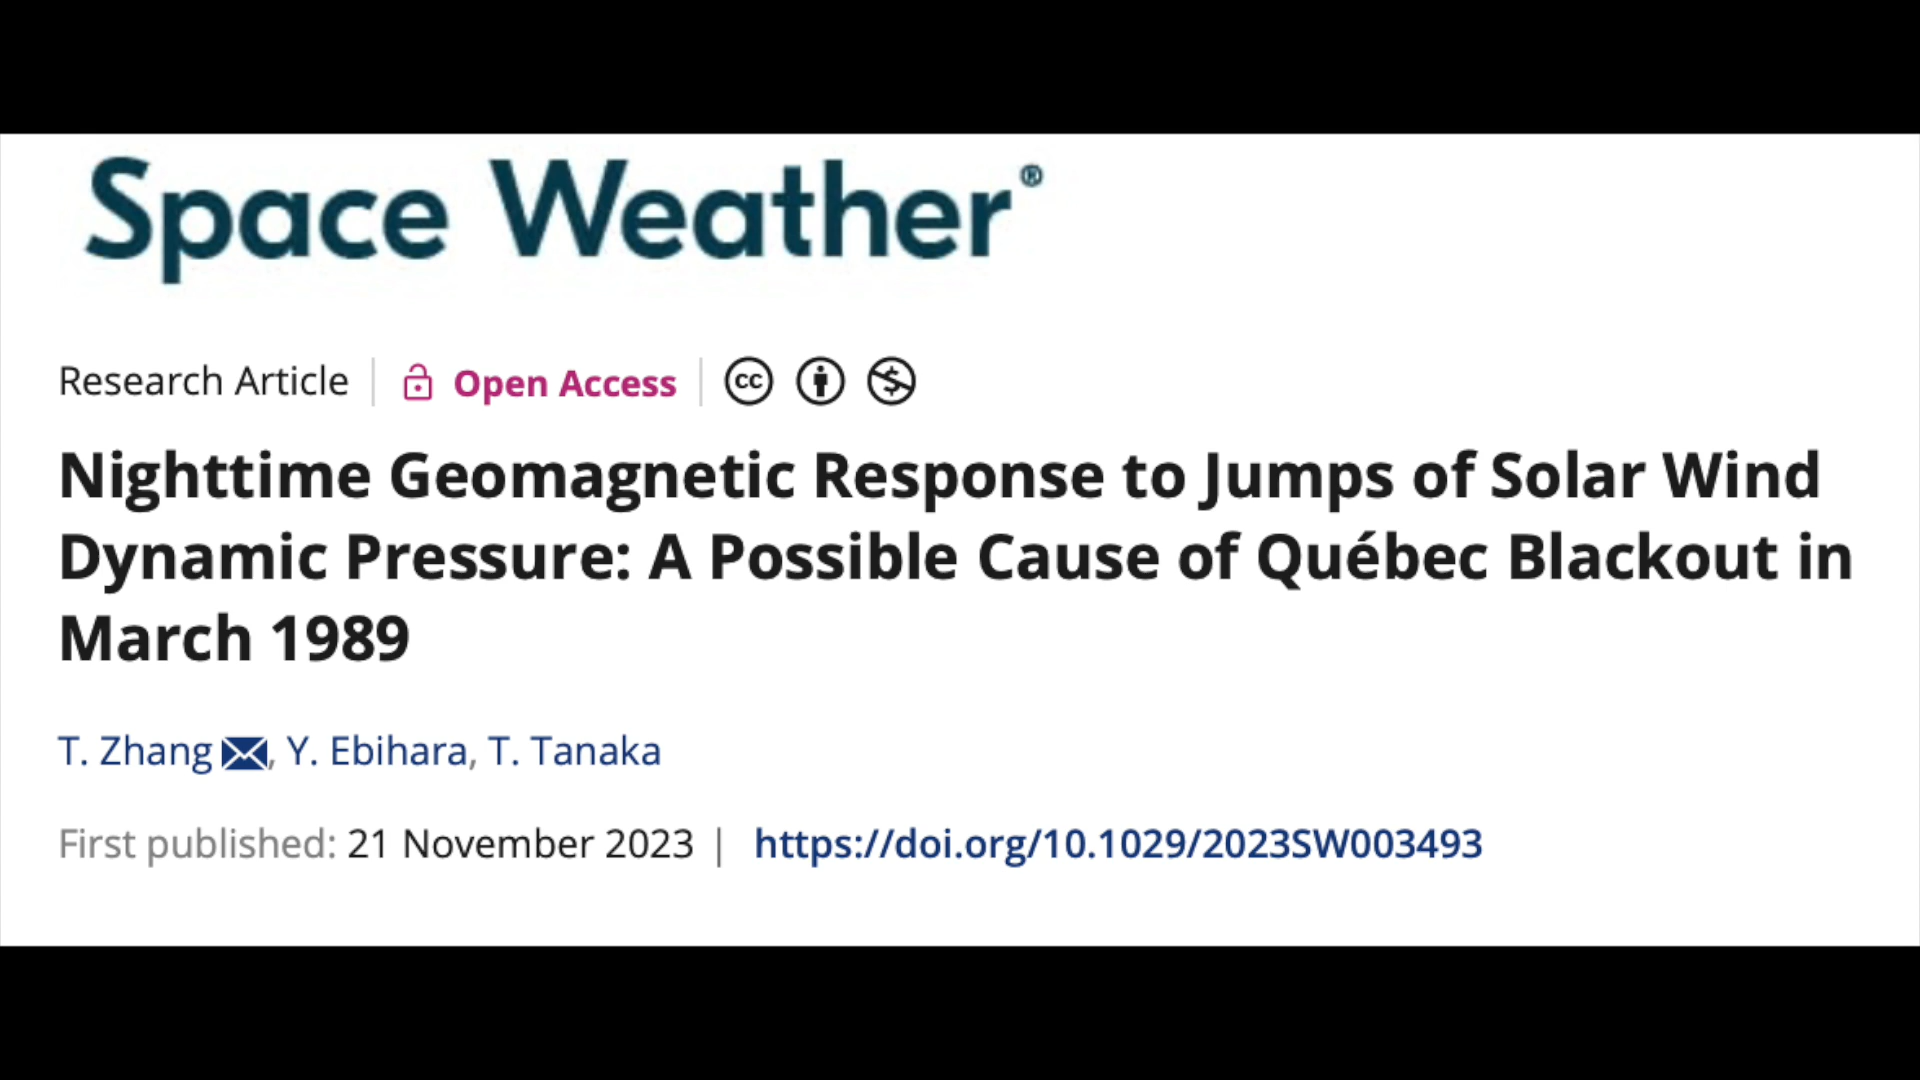 Space Weather®
Research Article | Open Access | cc
Nighttime Geomagnetic Response to Jumps of Solar Wind
Dynamic Pressure: A Possible Cause of Québec Blackout in
March 1989
T. Zhang, Y. Ebihara, T. Tanaka
First published: 21 November 2023 | https://doi.org/10.1029/2023SW003493